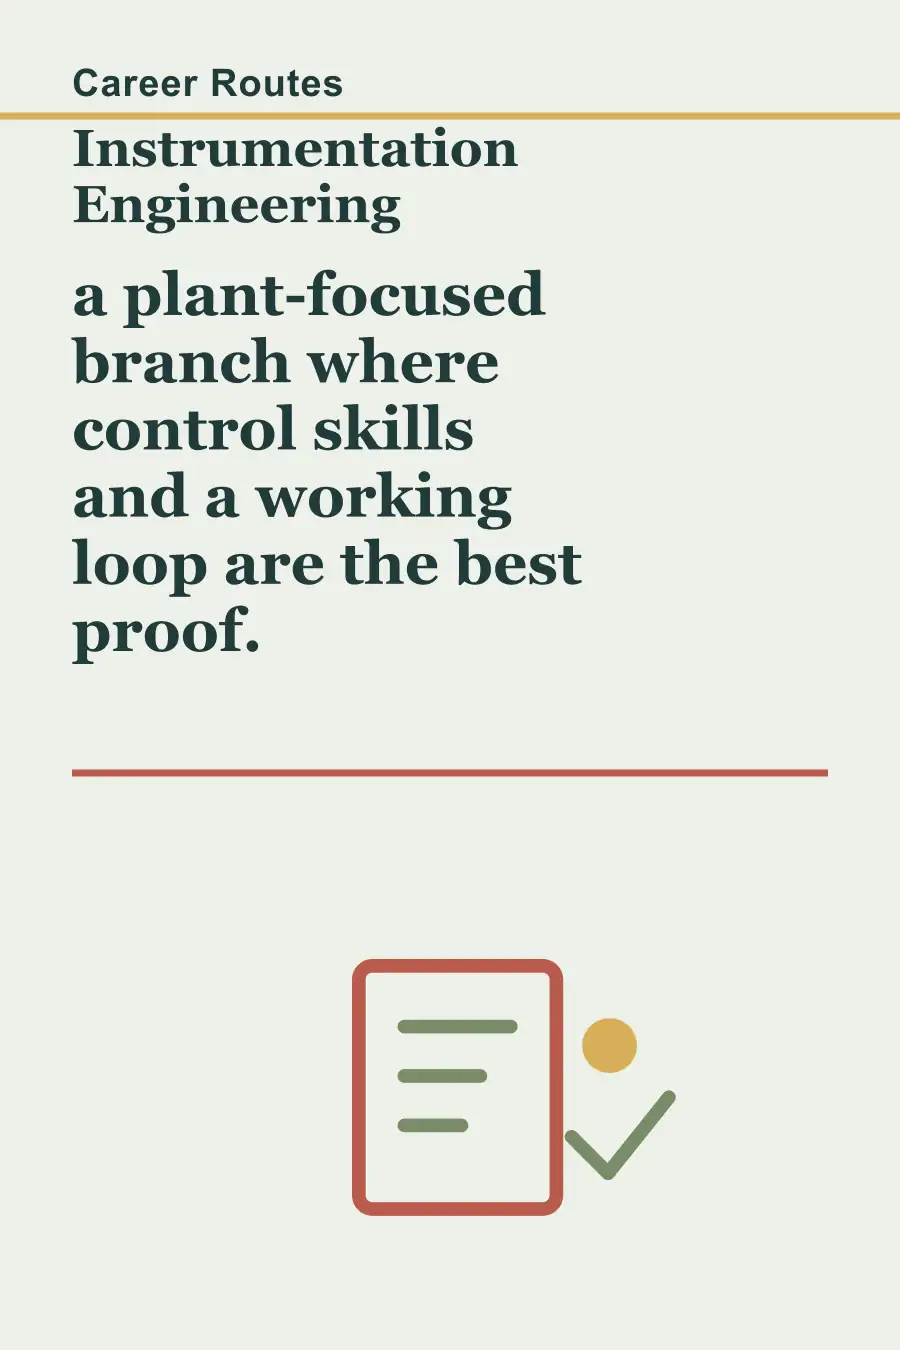 Career Routes
Instrumentation
Engineering
a plant-focused
branch where
control skills
and a working
loop are the best
proof.